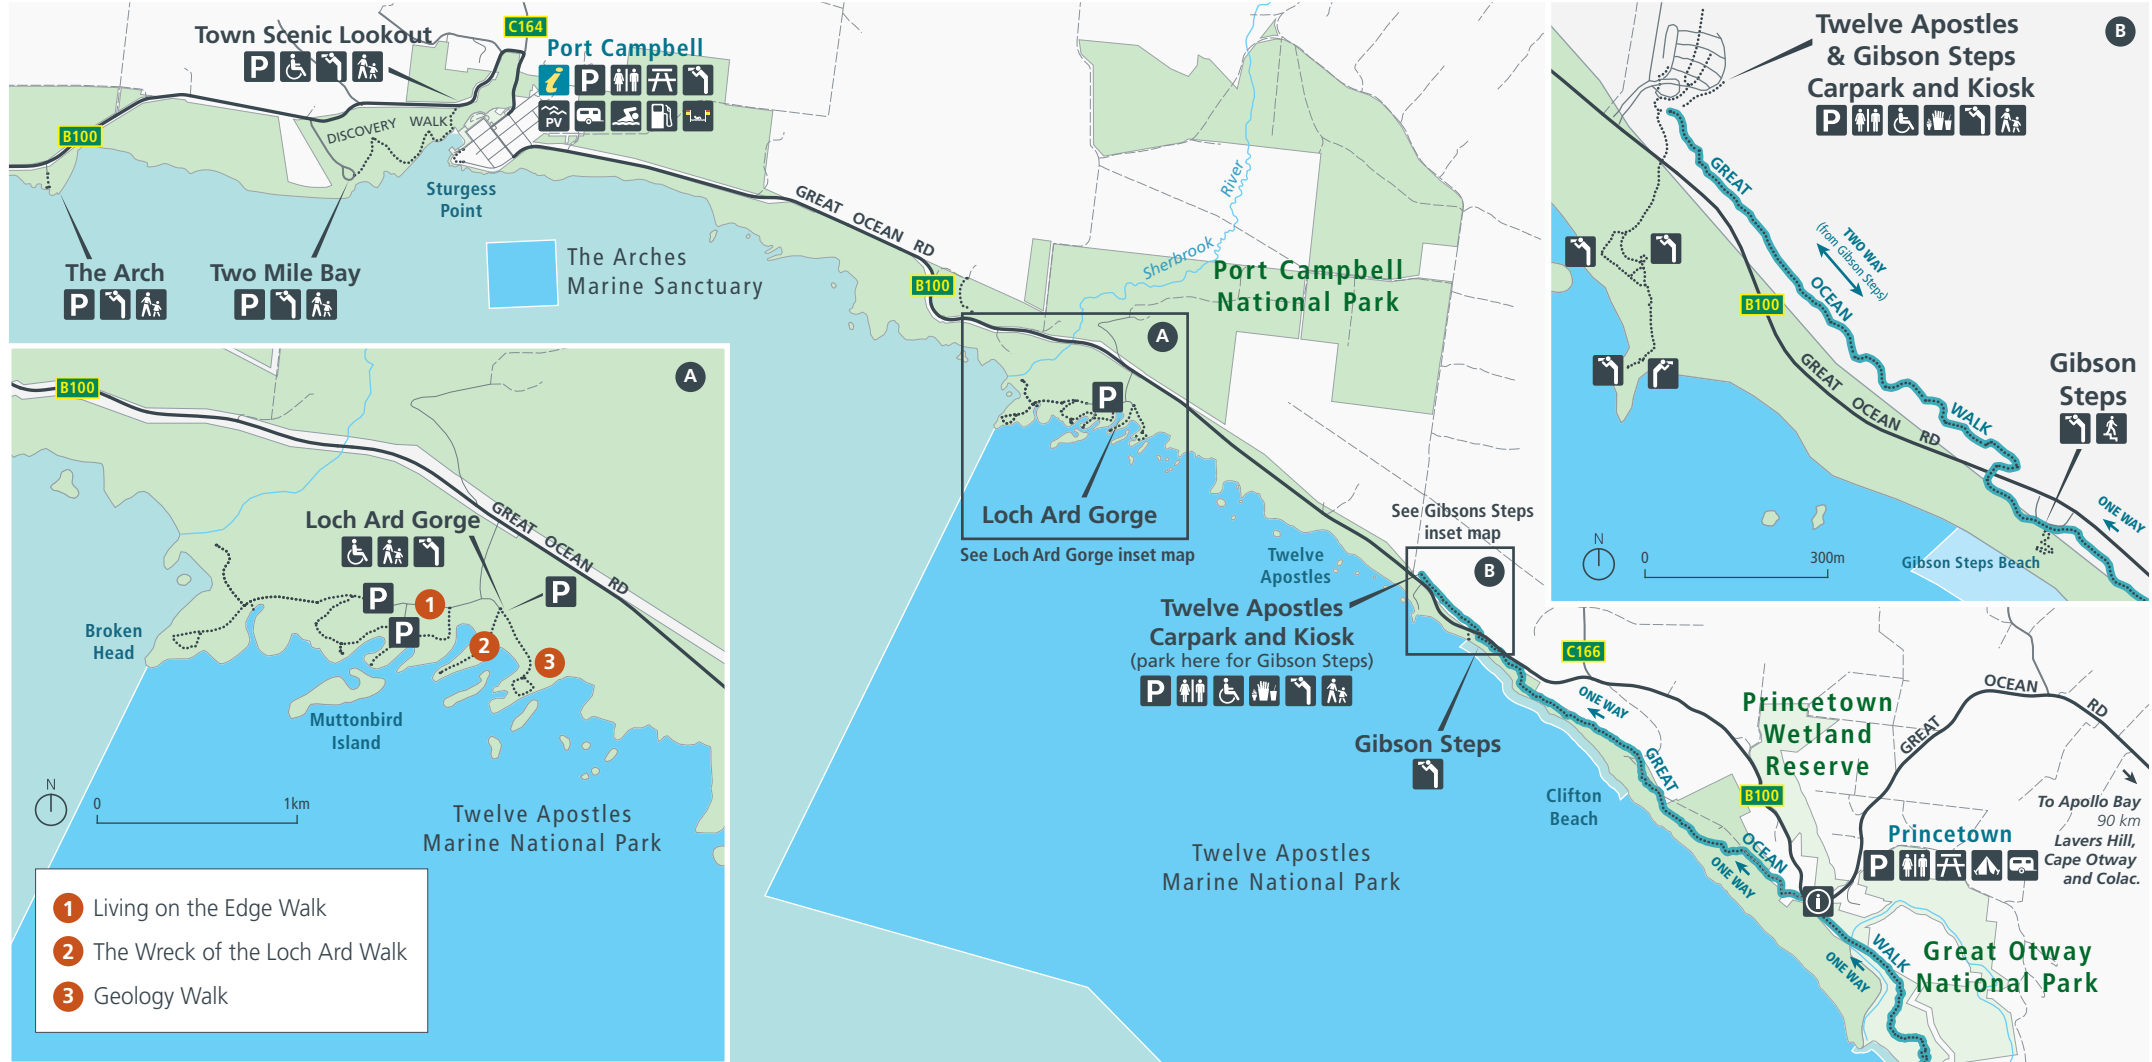 Town Scenic Lookout
P
C164
Port Campbell
i
P
PV
B100
DISCOVERY WALK
Sturgess
Point
The Arch
P
Two Mile Bay
P
The Arches
Marine Sanctuary
GREAT OCEAN RD
B100
Sherbrook River
Port Campbell
National Park
A
P
Loch Ard Gorge
See Loch Ard Gorge inset map
See Gibsons Steps
inset map
B
Twelve
Apostles
Twelve Apostles
Carpark and Kiosk
(park here for Gibson Steps)
P
Gibson Steps
C166
ONE WAY
GREAT OCEAN WALK
ONE WAY
ONE WAY
Clifton
Beach
Twelve Apostles
Marine National Park
Princetown
Wetland
Reserve
B100
GREAT OCEAN RD
Princetown
P
i
To Apollo Bay
90 km
Lavers Hill,
Cape Otway
and Colac.
Great Otway
National Park
A
B100
Loch Ard Gorge
GREAT OCEAN RD
P
P
P
1
2
3
Broken
Head
Muttonbird
Island
N
0
1km
Twelve Apostles
Marine National Park
1 Living on the Edge Walk
2 The Wreck of the Loch Ard Walk
3 Geology Walk
B
Twelve Apostles
& Gibson Steps
Carpark and Kiosk
P
GREAT OCEAN WALK
TWO WAY
(from Gibson Steps)
B100
GREAT OCEAN RD
Gibson
Steps
ONE WAY
N
0
300m
Gibson Steps Beach